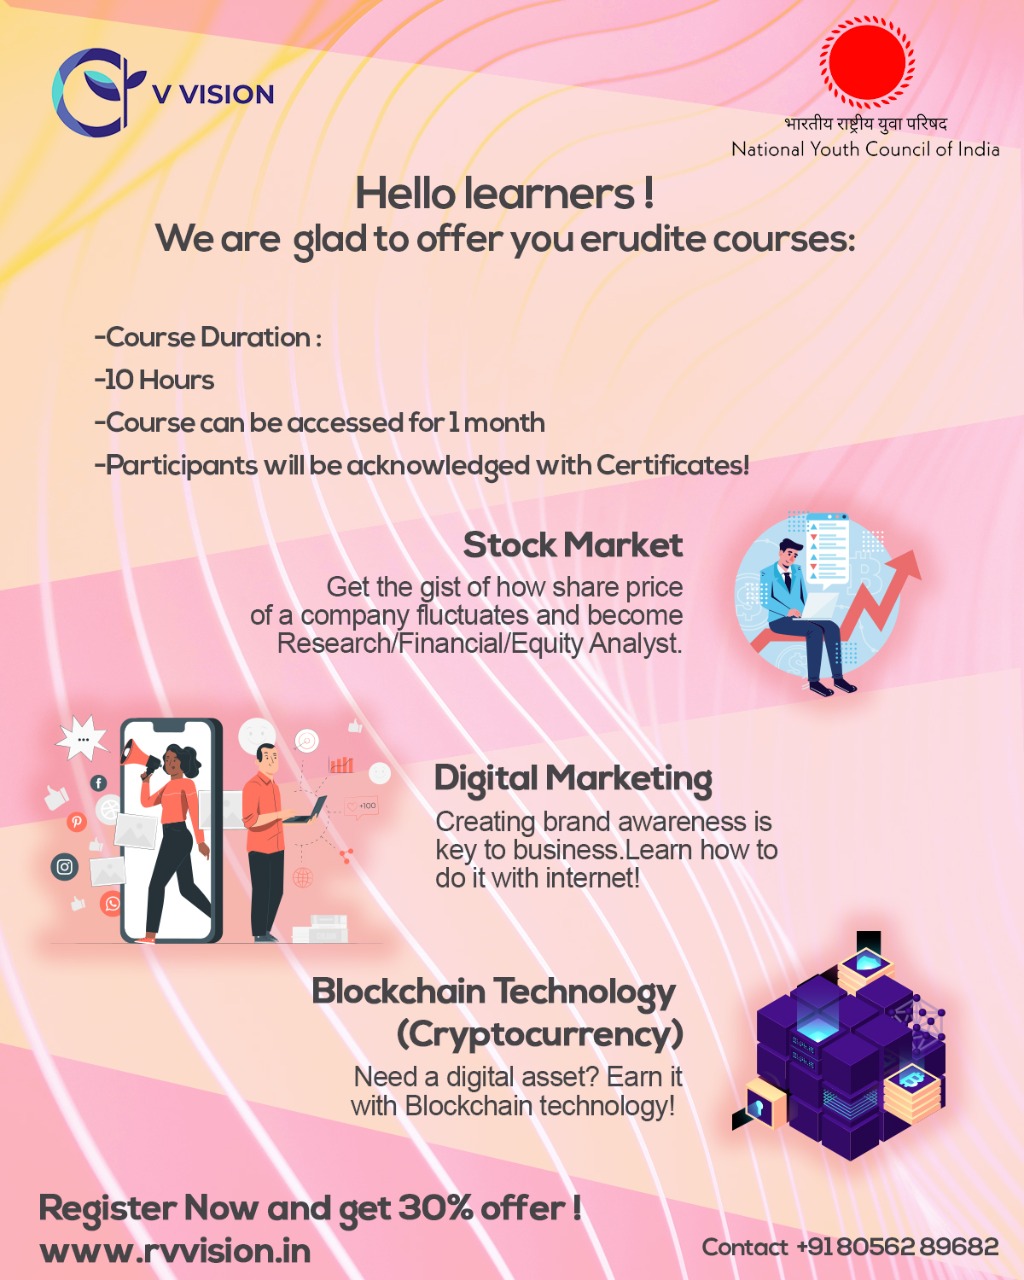 V VISION
भारतीय राष्ट्रीय युवा परिषद
National Youth Council of India
Hello learners !
We are glad to offer you erudite courses:
-Course Duration :
-10 Hours
-Course can be accessed for 1 month
-Participants will be acknowledged with Certificates!
Stock Market
Get the gist of how share price
of a company fluctuates and become
Research/Financial/Equity Analyst.
+100
Digital Marketing
Creating brand awareness is
key to business.Learn how to
do it with internet!
Blockchain Technology
(Cryptocurrency)
Need a digital asset? Earn it
with Blockchain technology!
Register Now and get 30% offer !
www.rvvision.in
Contact +91 80562 89682